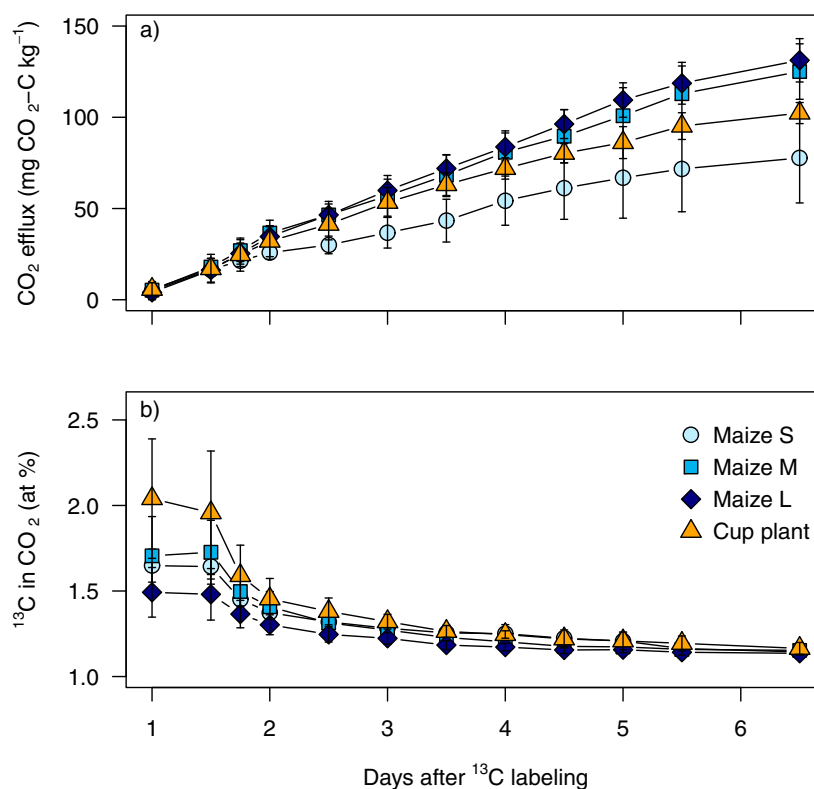 a)
150
100
50
0
CO₂ efflux (mg CO₂–C kg⁻¹)
b)
2.5
2.0
1.5
1.0
¹³C in CO₂ (at %)
Maize S
Maize M
Maize L
Cup plant
1 2 3 4 5 6
Days after ¹³C labeling